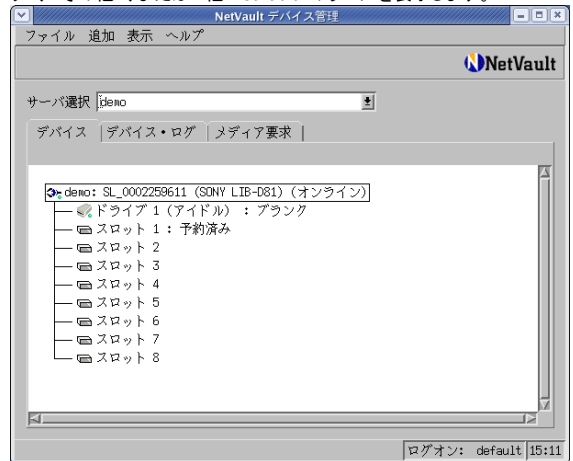 NetVault デバイス管理
ファイル 追加 表示 ヘルプ
NetVault
サーバ選択 demo
デバイス デバイス・ログ メディア要求
demo: SL_0002259611 (SONY LIB-D81) (オンライン)
ドライブ 1 (アイドル) : ブランク
スロット 1 : 予約済み
スロット 2
スロット 3
スロット 4
スロット 5
スロット 6
スロット 7
スロット 8
ログオン: default 15:11